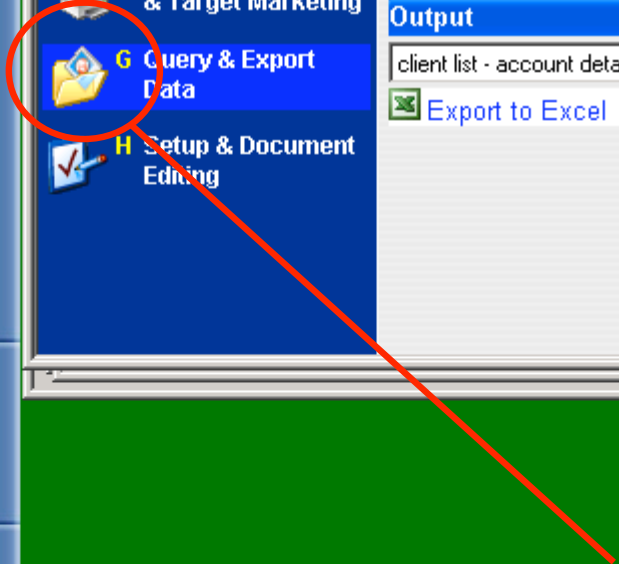 & Target Marketing
G Query & Export
Data
H Setup & Document
Editing
Output
client list - account deta
Export to Excel